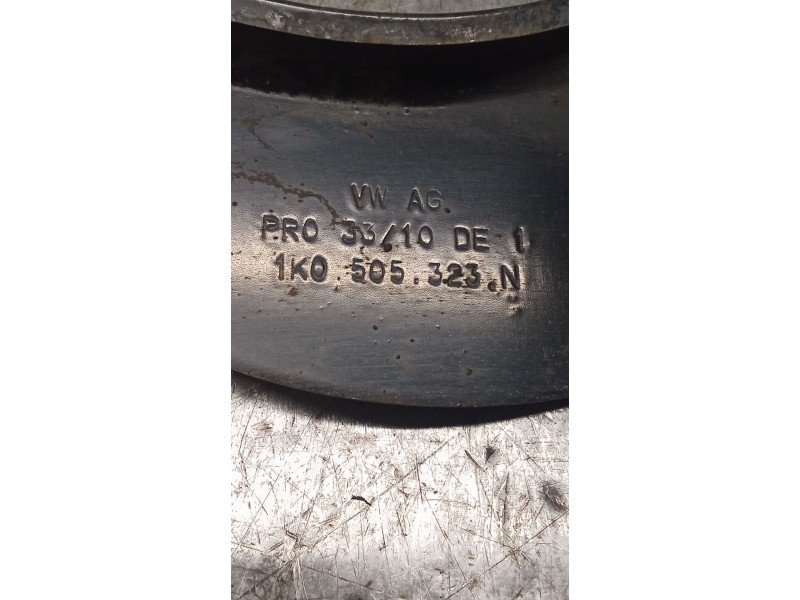 VW AG.
PRO 33/10 DE 1
1K0.505.323.N